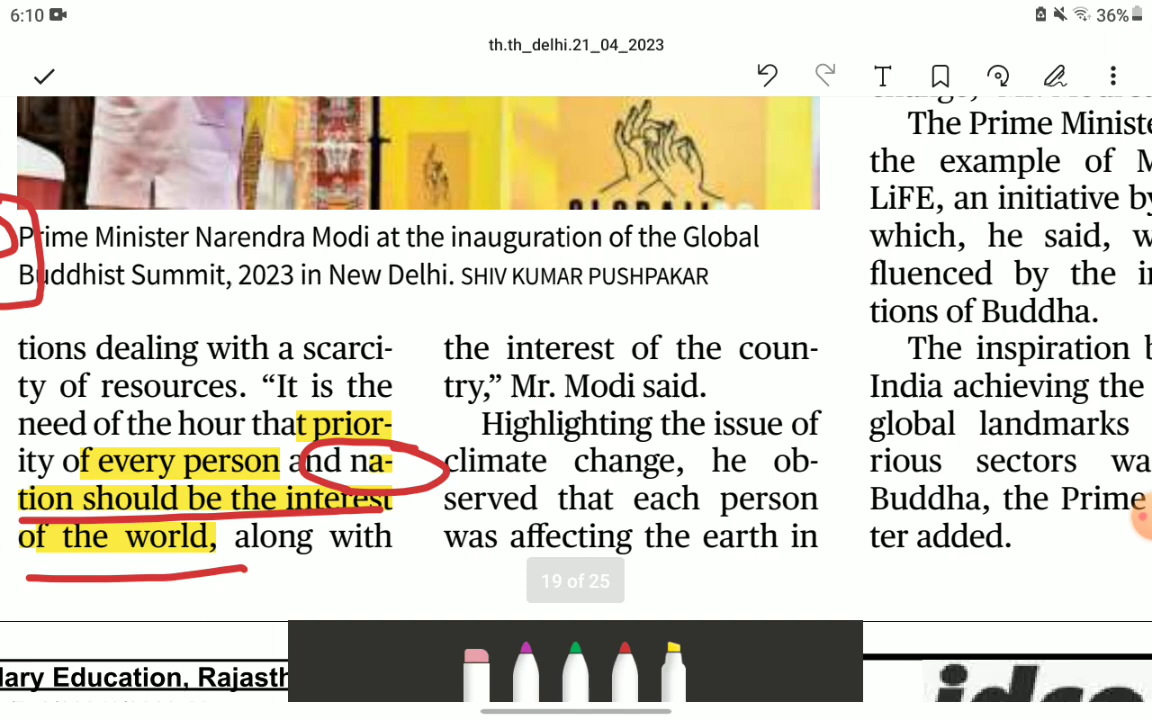 6:10
36%
th.th_delhi.21_04_2023
T
Prime Minister Narendra Modi at the inauguration of the Global
Buddhist Summit, 2023 in New Delhi. SHIV KUMAR PUSHPAKAR
tions dealing with a scarci-
ty of resources. “It is the
need of the hour that prior-
ity of every person and na-
tion should be the interest
of the world, along with
the interest of the coun-
try,” Mr. Modi said.
Highlighting the issue of
climate change, he ob-
served that each person
was affecting the earth in
The Prime Ministe
the example of M
LiFE, an initiative by
which, he said, w
fluenced by the in
tions of Buddha.
The inspiration b
India achieving the
global landmarks
rious sectors wa
Buddha, the Prime
ter added.
19 of 25
lary Education, Rajasth